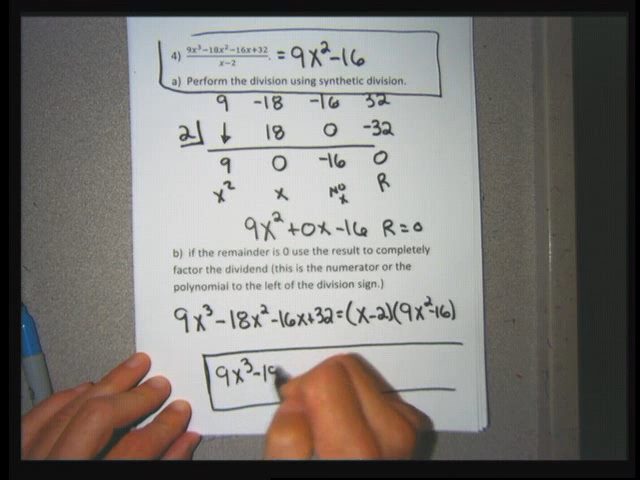 4) 9x³−18x²−16x+32 / x−2 . = 9x²-16
a) Perform the division using synthetic division.
9 -18 -16 32
2 ↓ 18 0 -32
9 0 -16 0
x² x NO x R
9x²+0x-16 R=0
b) if the remainder is 0 use the result to completely
factor the dividend (this is the numerator or the
polynomial to the left of the division sign.)
9x³-18x²-16x+32=(x-2)(9x²-16)
9x³-18